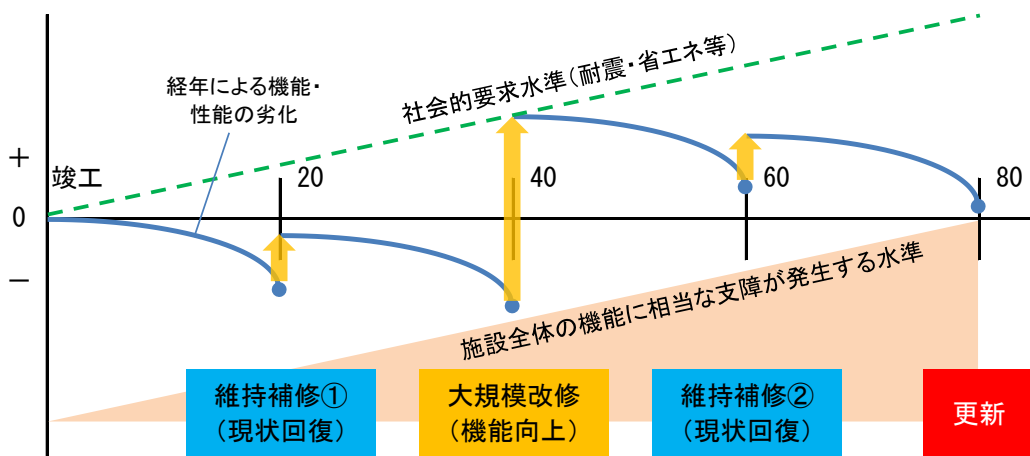 社会的要求水準（耐震・省エネ等）
経年による機能・
性能の劣化
＋
0
－
竣工
20
40
60
80
施設全体の機能に相当な支障が発生する水準
維持補修①
（現状回復）
大規模改修
（機能向上）
維持補修②
（現状回復）
更新